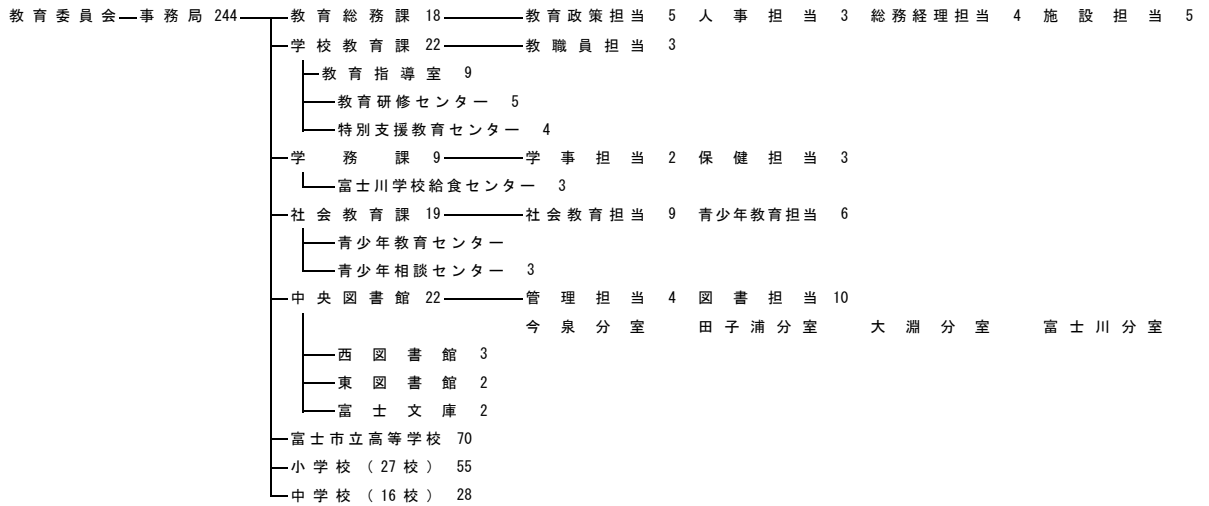 教育委員会 事務局 244 教育総務課 18 教育政策担当 5 人事担当 3 総務経理担当 4 施設担当 5
学校教育課 22 教職員担当 3
教育指導室 9
教育研修センター 5
特別支援教育センター 4
学務課 9 学事担当 2 保健担当 3
富士川学校給食センター 3
社会教育課 19 社会教育担当 9 青少年教育担当 6
青少年教育センター
青少年相談センター 3
中央図書館 22 管理担当 4 図書担当 10
今泉分室 田子浦分室 大淵分室 富士川分室
西図書館 3
東図書館 2
富士文庫 2
富士市立高等学校 70
小学校(27校) 55
中学校(16校) 28